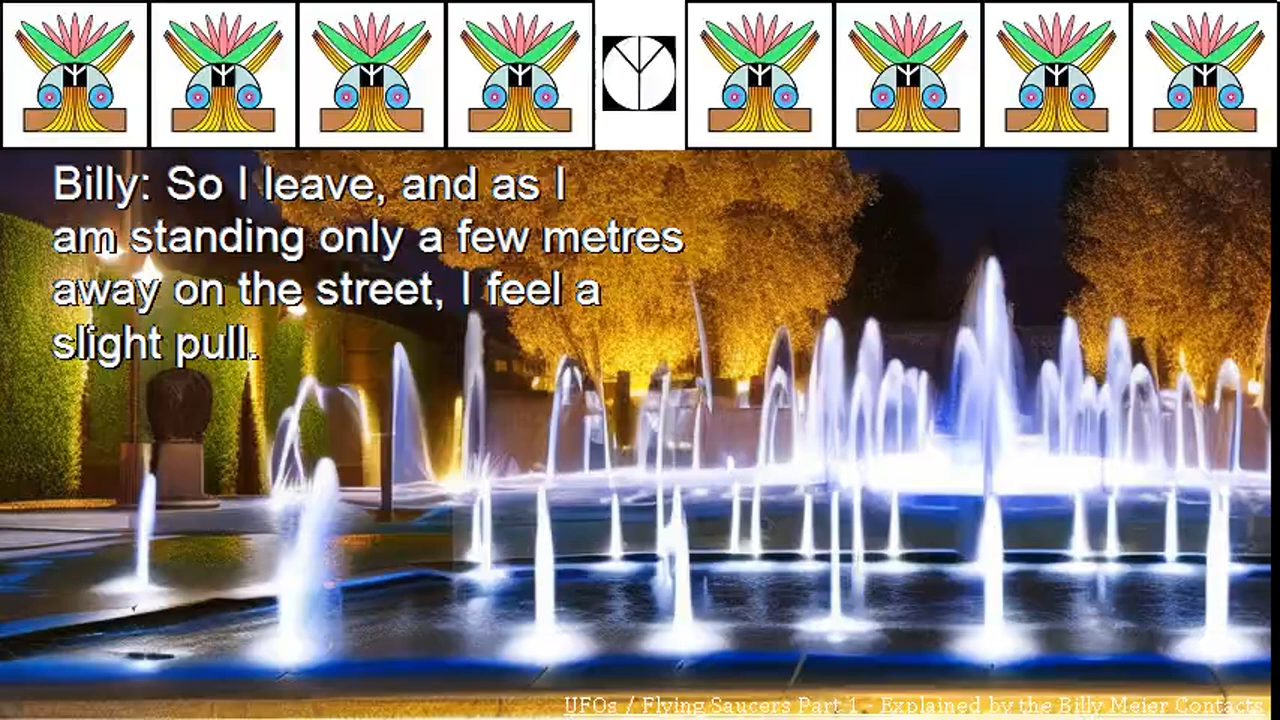 Billy: So I leave, and as I
am standing only a few metres
away on the street, I feel a
slight pull.
UFOs / Flying Saucers Part 1 - Explained by the Billy Meier Contacts